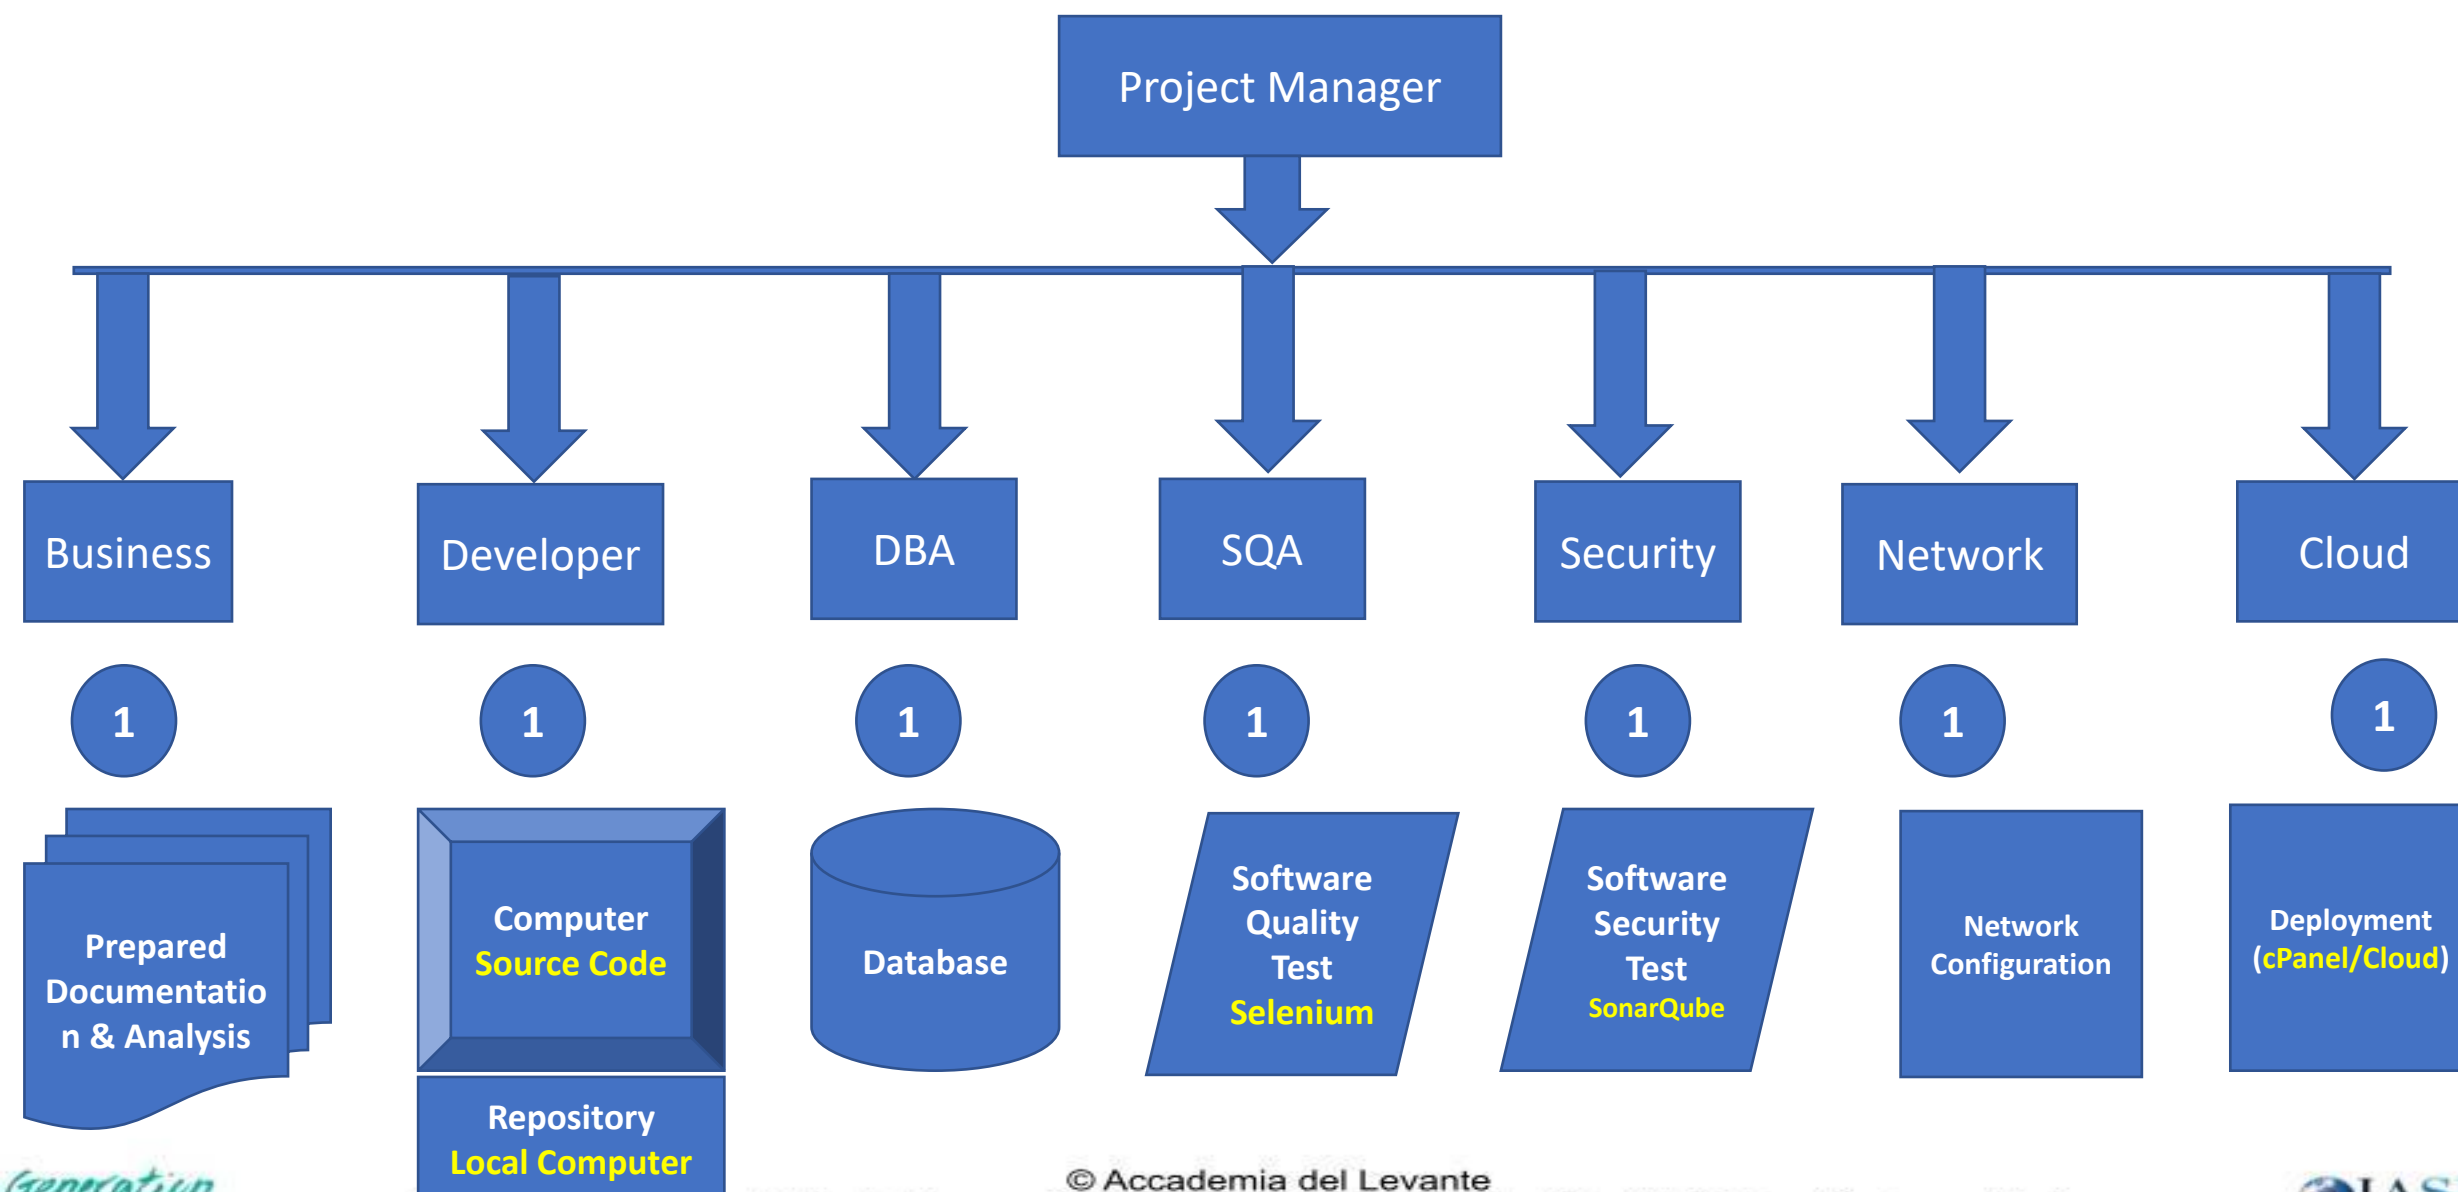 Project Manager
Business
Developer
DBA
SQA
Security
Network
Cloud
1
1
1
1
1
1
1
Prepared
Documentatio
n & Analysis
Computer
Source Code
Database
Software
Quality
Test
Selenium
Software
Security
Test
SonarQube
Network
Configuration
Deployment
(cPanel/Cloud)
Repository
Local Computer
Generation
© Accademia del Levante